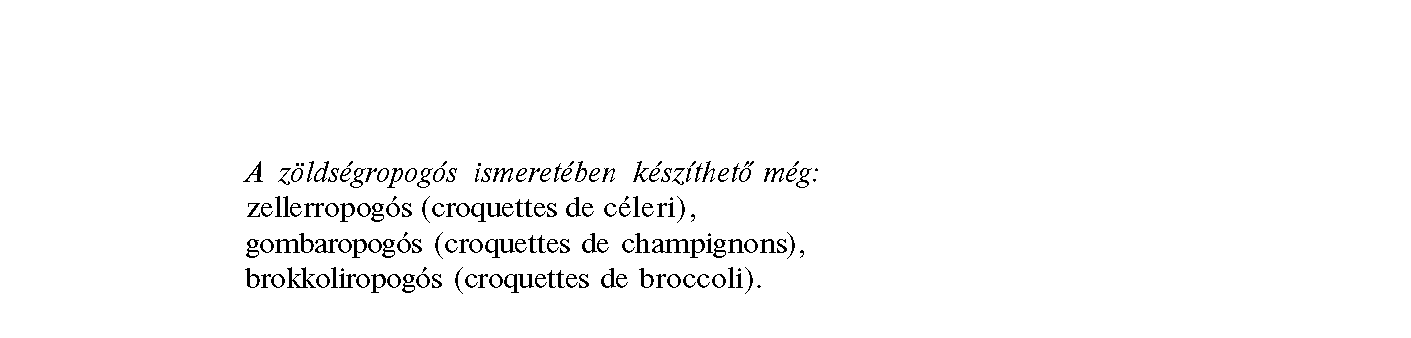 A zöldségropogós ismeretében készíthető még:
zellerropogós (croquettes de céleri),
gombaropogós (croquettes de champignons),
brokkoliropogós (croquettes de broccoli).